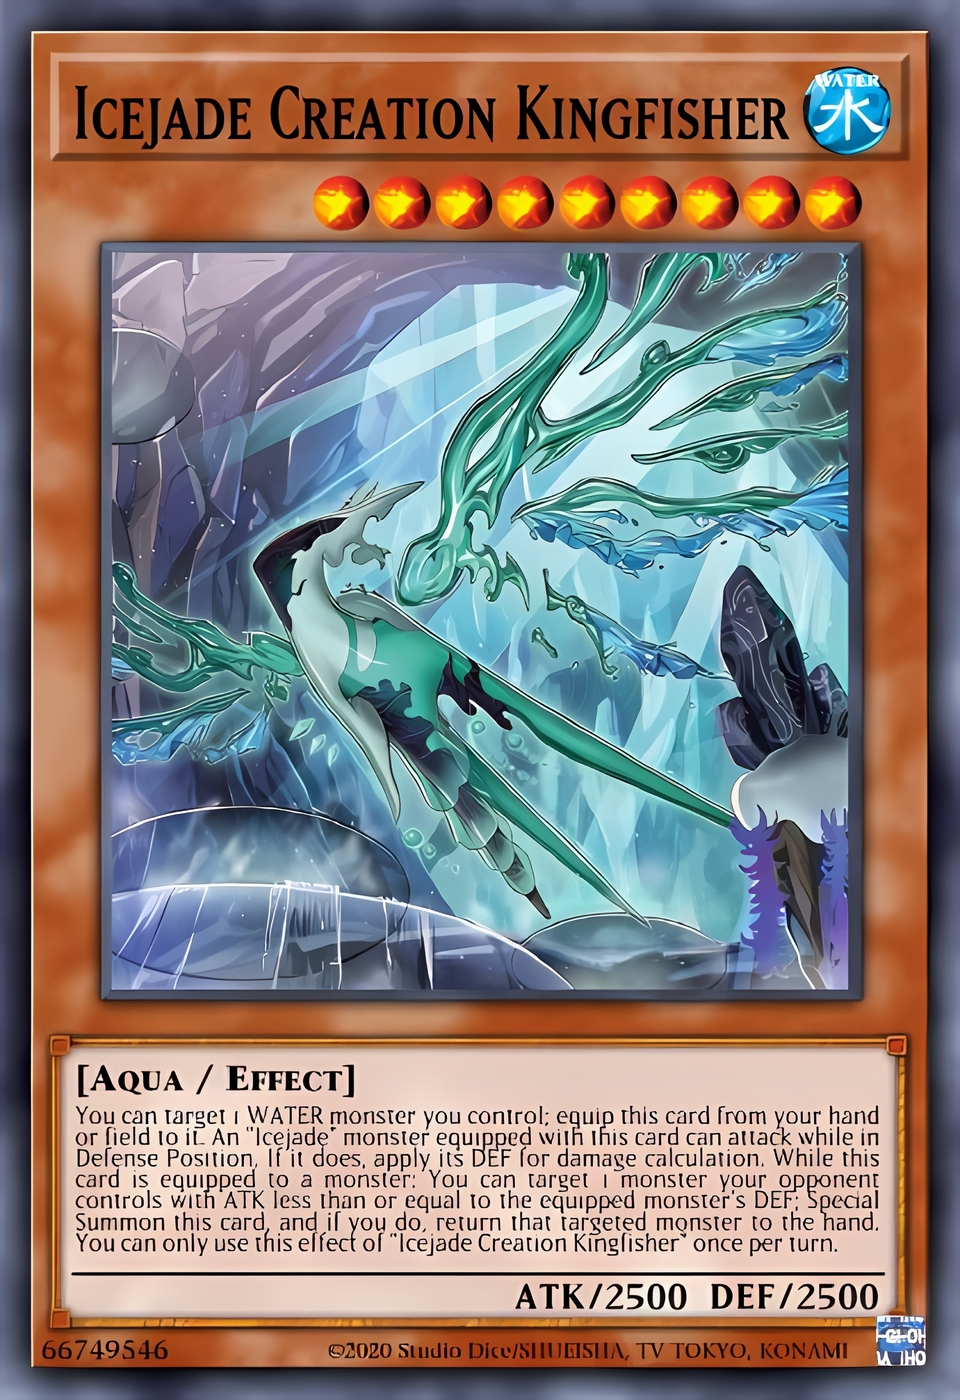 Icejade Creation Kingfisher
WATER
水
[Aqua / Effect]
You can target 1 WATER monster you control; equip this card from your hand
or field to it. An "Icejade" monster equipped with this card can attack while in
Defense Position. If it does, apply its DEF for damage calculation. While this
card is equipped to a monster: You can target 1 monster your opponent
controls with ATK less than or equal to the equipped monster's DEF; Special
Summon this card, and if you do, return that targeted monster to the hand.
You can only use this effect of "Icejade Creation Kingfisher" once per turn.
ATK/2500 DEF/2500
66749546
©2020 Studio Dice/SHUEISHA, TV TOKYO, KONAMI